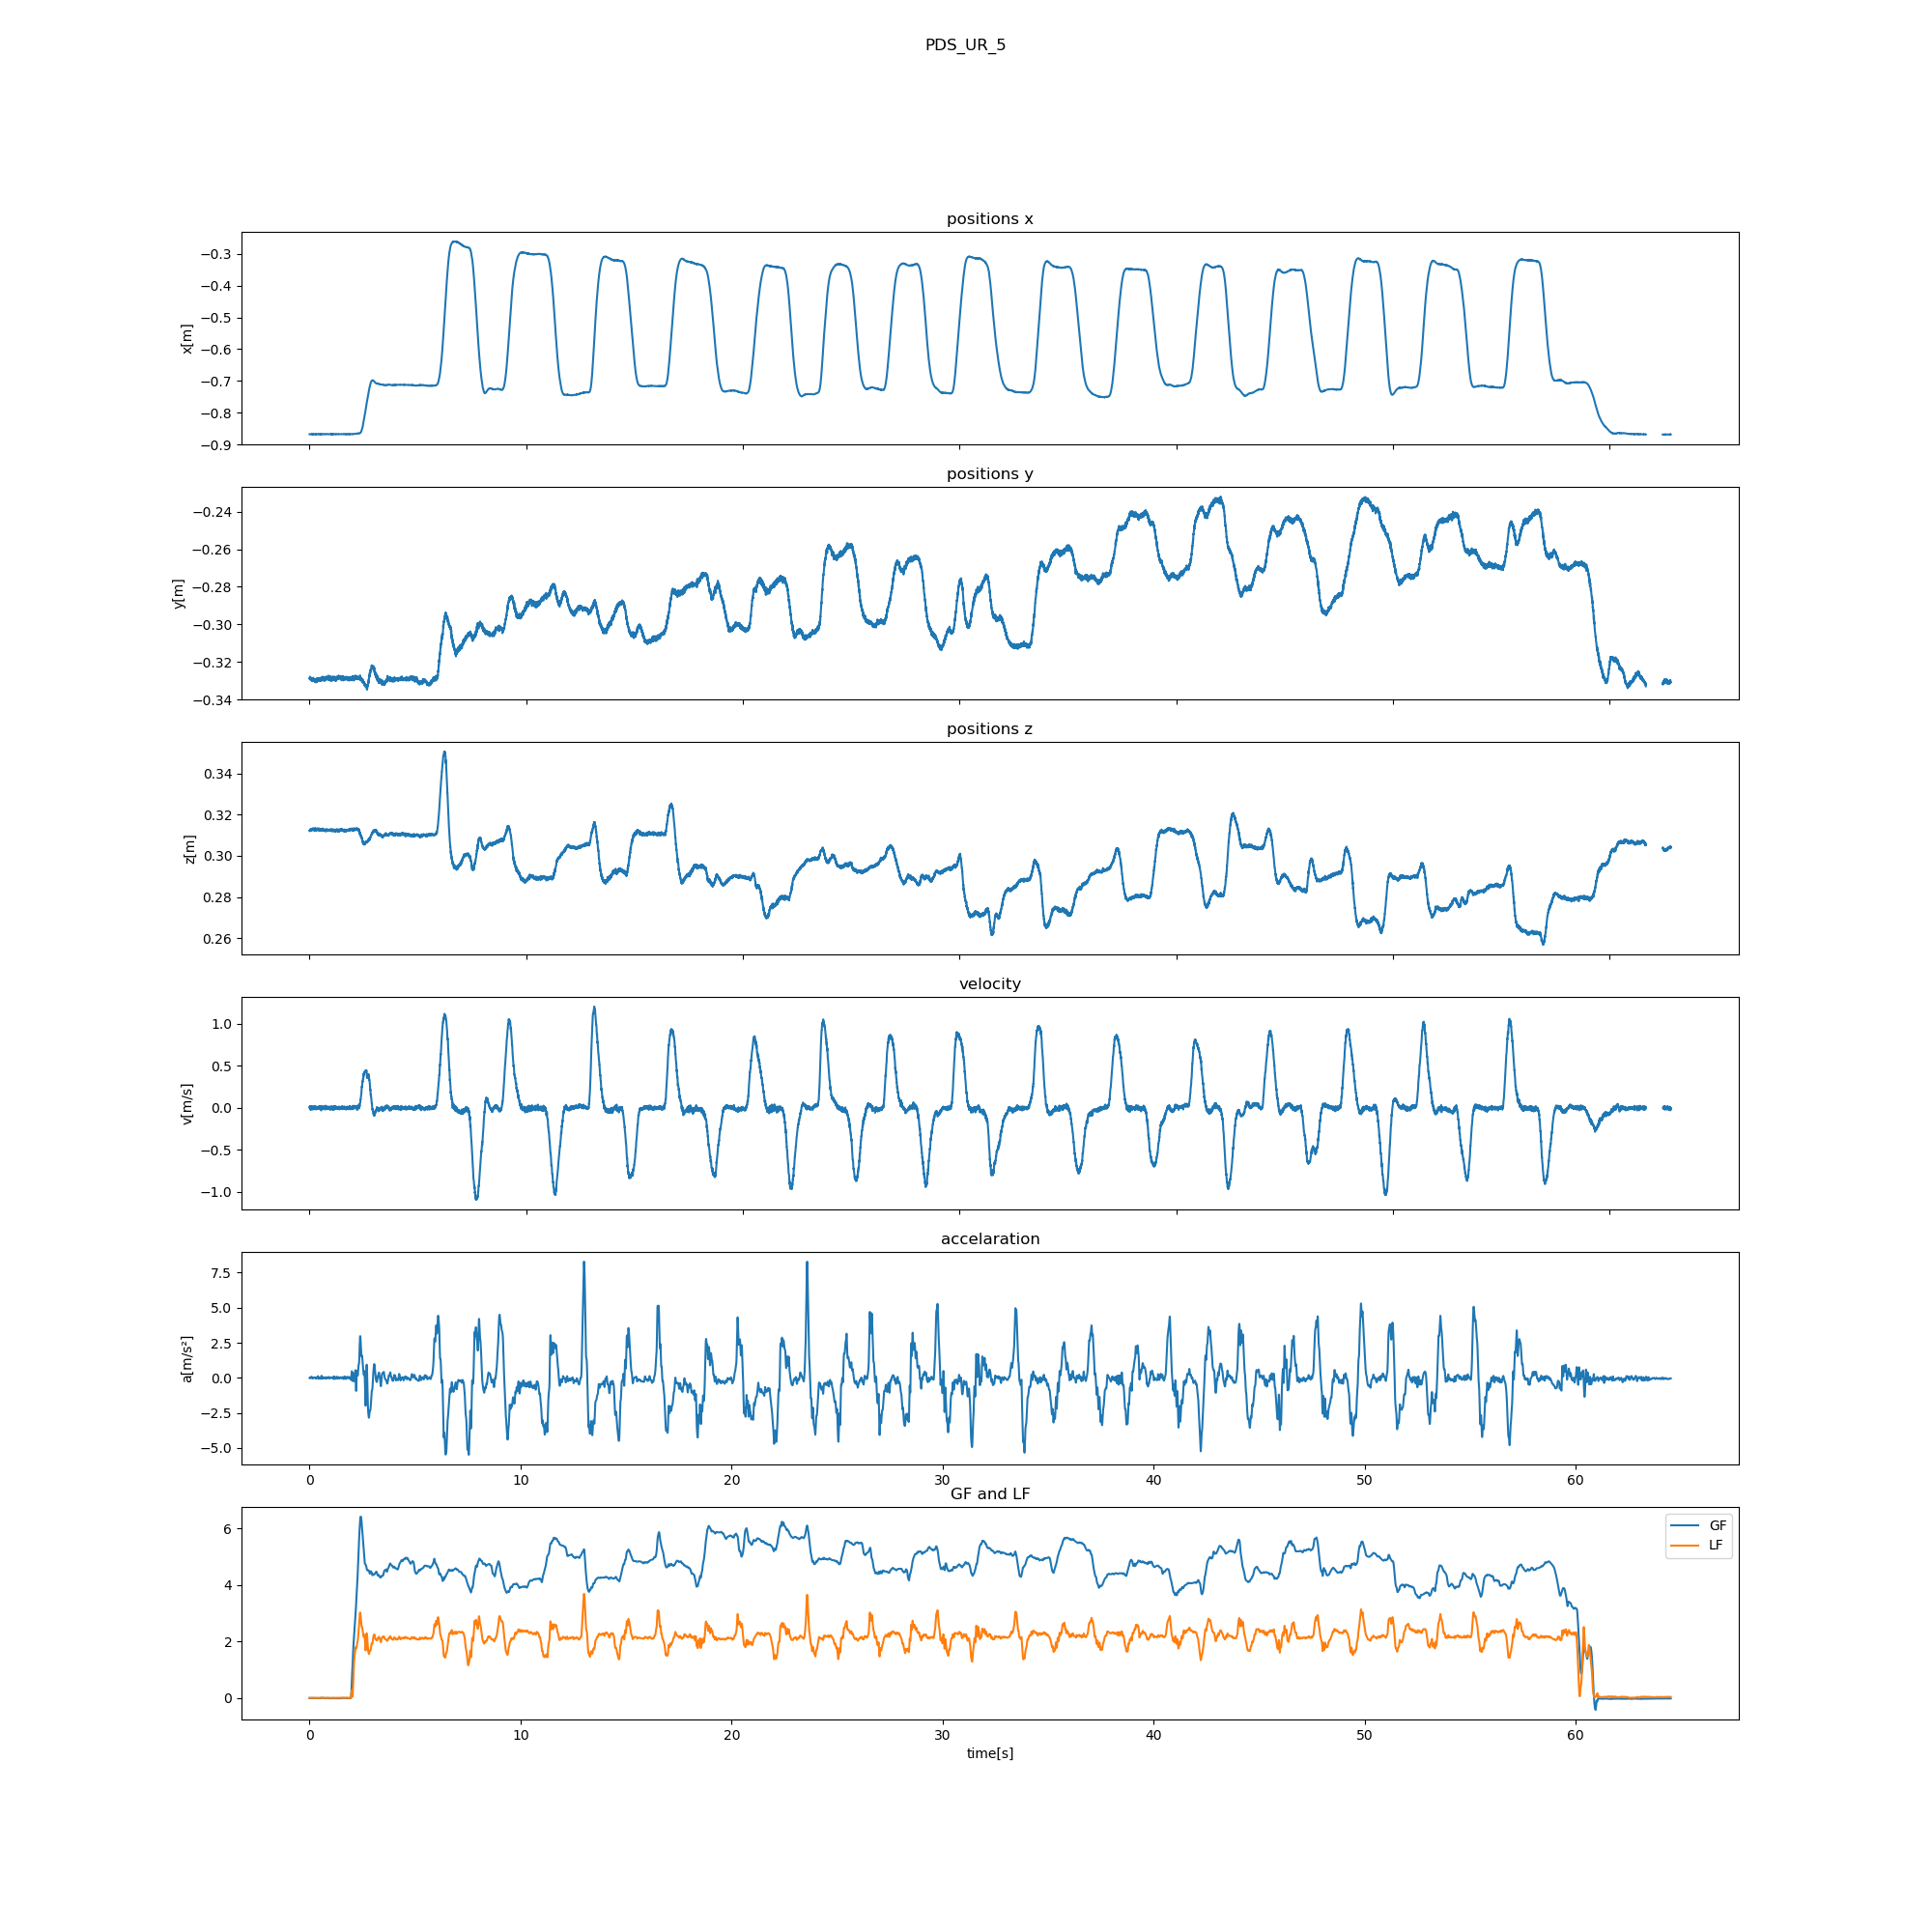 PDS_UR_5
positions x
−0.3
−0.4
−0.5
−0.6
−0.7
−0.8
−0.9
x[m]
positions y
−0.24
−0.26
−0.28
−0.30
−0.32
−0.34
y[m]
positions z
0.34
0.32
0.30
0.28
0.26
z[m]
velocity
1.0
0.5
0.0
−0.5
−1.0
v[m/s]
accelaration
7.5
5.0
2.5
0.0
−2.5
−5.0
a[m/s²]
0 10 20 30 40 50 60
GF and LF
6
4
2
0
GF
LF
0 10 20 30 40 50 60
time[s]